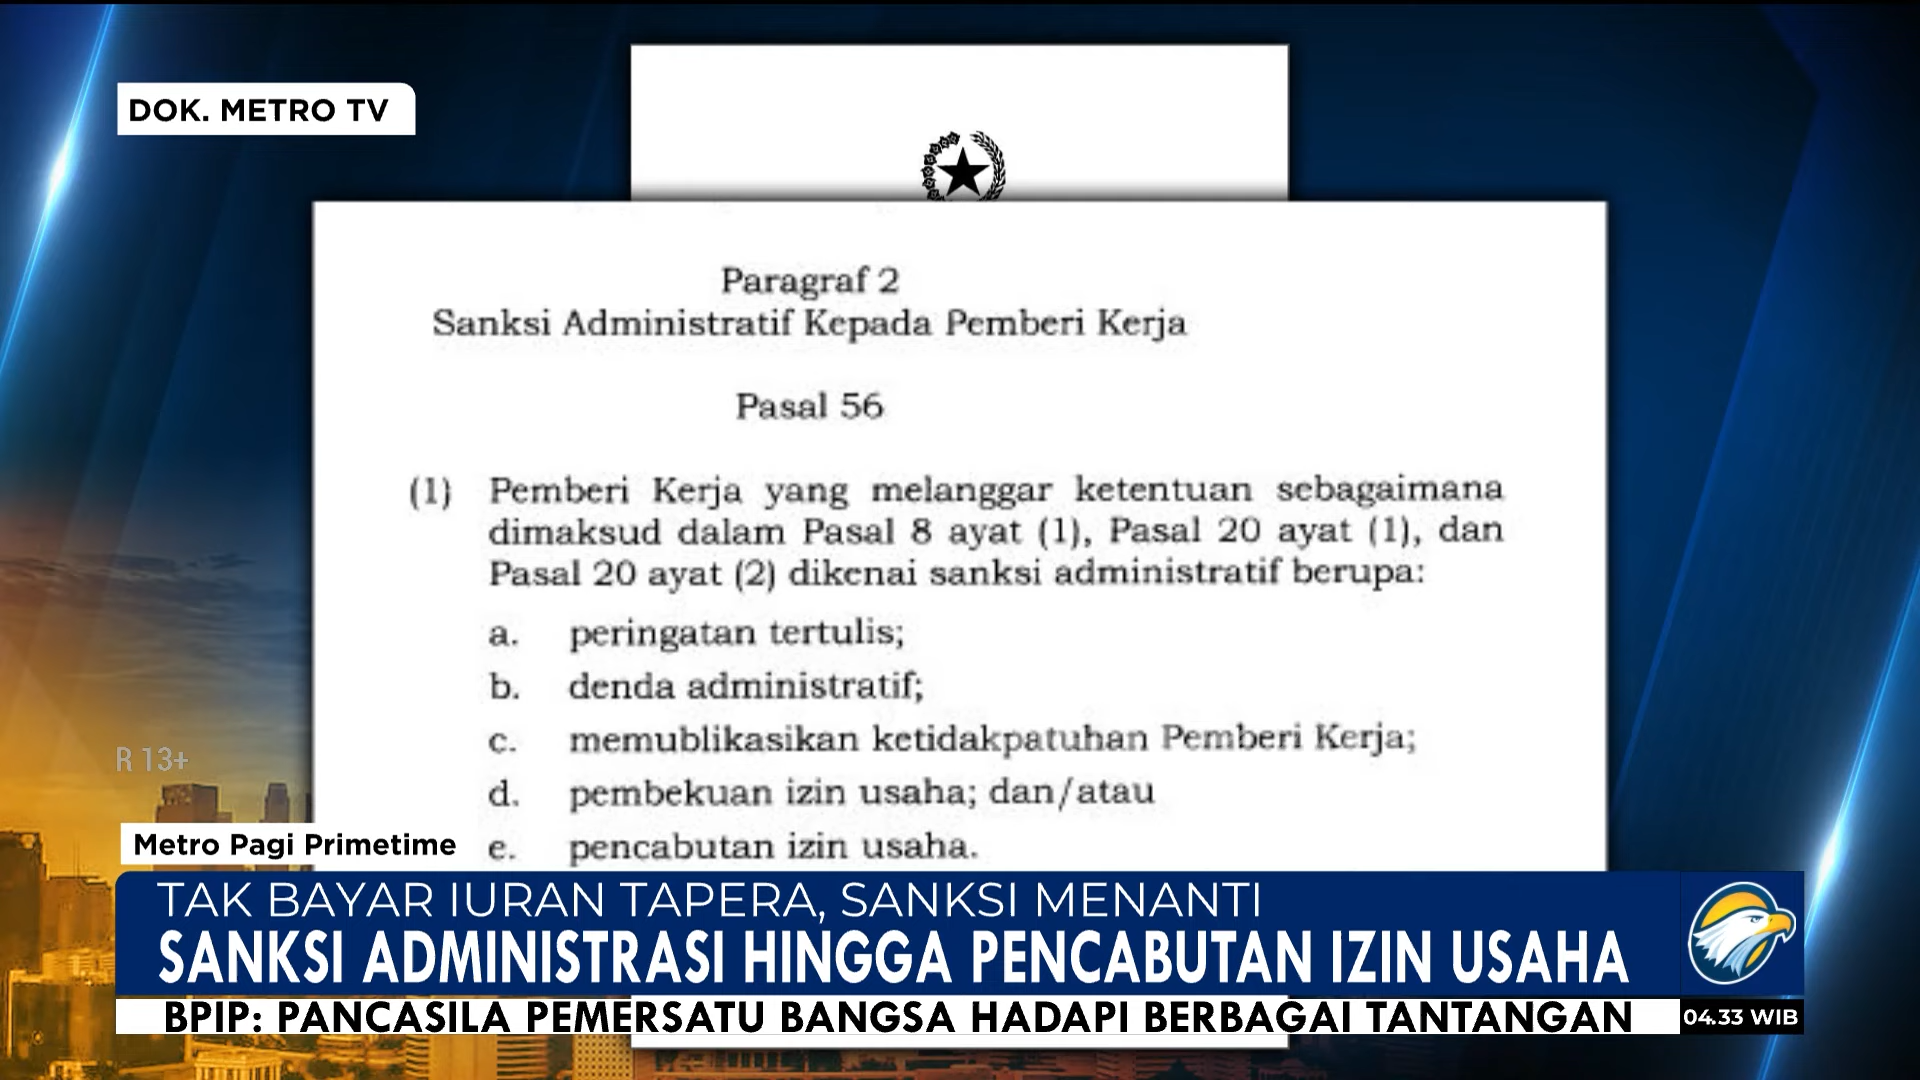 DOK. METRO TV
Paragraf 2
Sanksi Administratif Kepada Pemberi Kerja
Pasal 56
(1) Pemberi Kerja yang melanggar ketentuan sebagaimana
dimaksud dalam Pasal 8 ayat (1), Pasal 20 ayat (1), dan
Pasal 20 ayat (2) dikenai sanksi administratif berupa:
a. peringatan tertulis;
b. denda administratif;
c. memublikasikan ketidakpatuhan Pemberi Kerja;
d. pembekuan izin usaha; dan/atau
e. pencabutan izin usaha.
R 13+
Metro Pagi Primetime
TAK BAYAR IURAN TAPERA, SANKSI MENANTI
SANKSI ADMINISTRASI HINGGA PENCABUTAN IZIN USAHA
BPIP: PANCASILA PEMERSATU BANGSA HADAPI BERBAGAI TANTANGAN
04.33 WIB